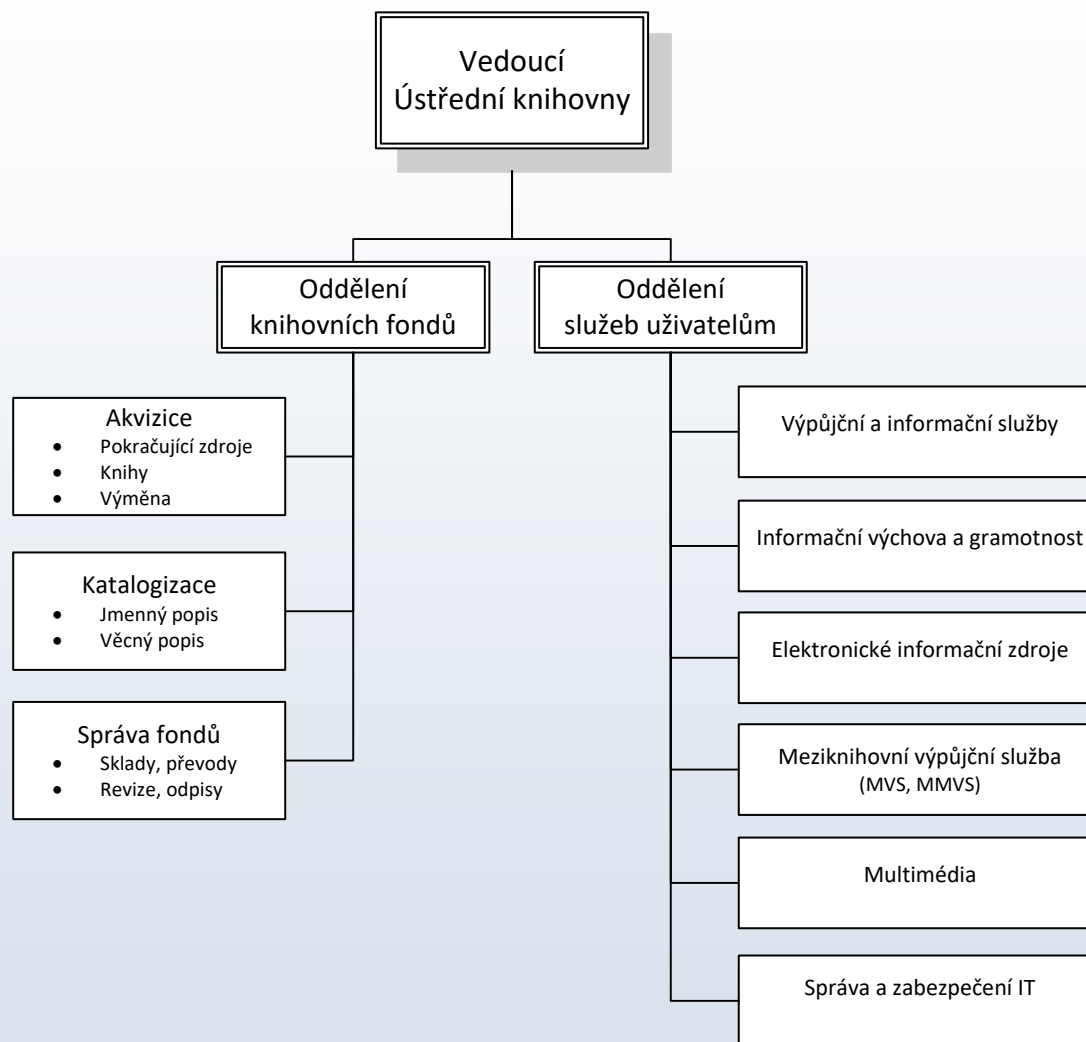 Vedoucí
Ústřední knihovny
Oddělení
knihovních fondů
Oddělení
služeb uživatelům
Akvizice
• Pokračující zdroje
• Knihy
• Výměna
Katalogizace
• Jmenný popis
• Věcný popis
Správa fondů
• Sklady, převody
• Revize, odpisy
Výpůjční a informační služby
Informační výchova a gramotnost
Elektronické informační zdroje
Meziknihovní výpůjční služba
(MVS, MMVS)
Multimédia
Správa a zabezpečení IT